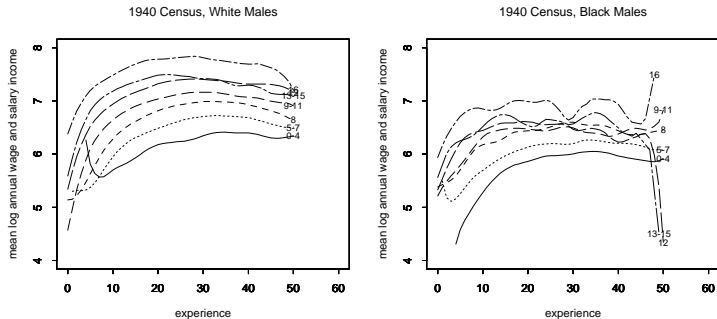 1940 Census, White Males
mean log annual wage and salary income
8
7
6
5
4
16
13-15
9-11
8
5-7
0-4
0 10 20 30 40 50 60
experience
1940 Census, Black Males
mean log annual wage and salary income
8
7
6
5
4
16
9-11
8
5-7
0-4
13-15
12
0 10 20 30 40 50 60
experience